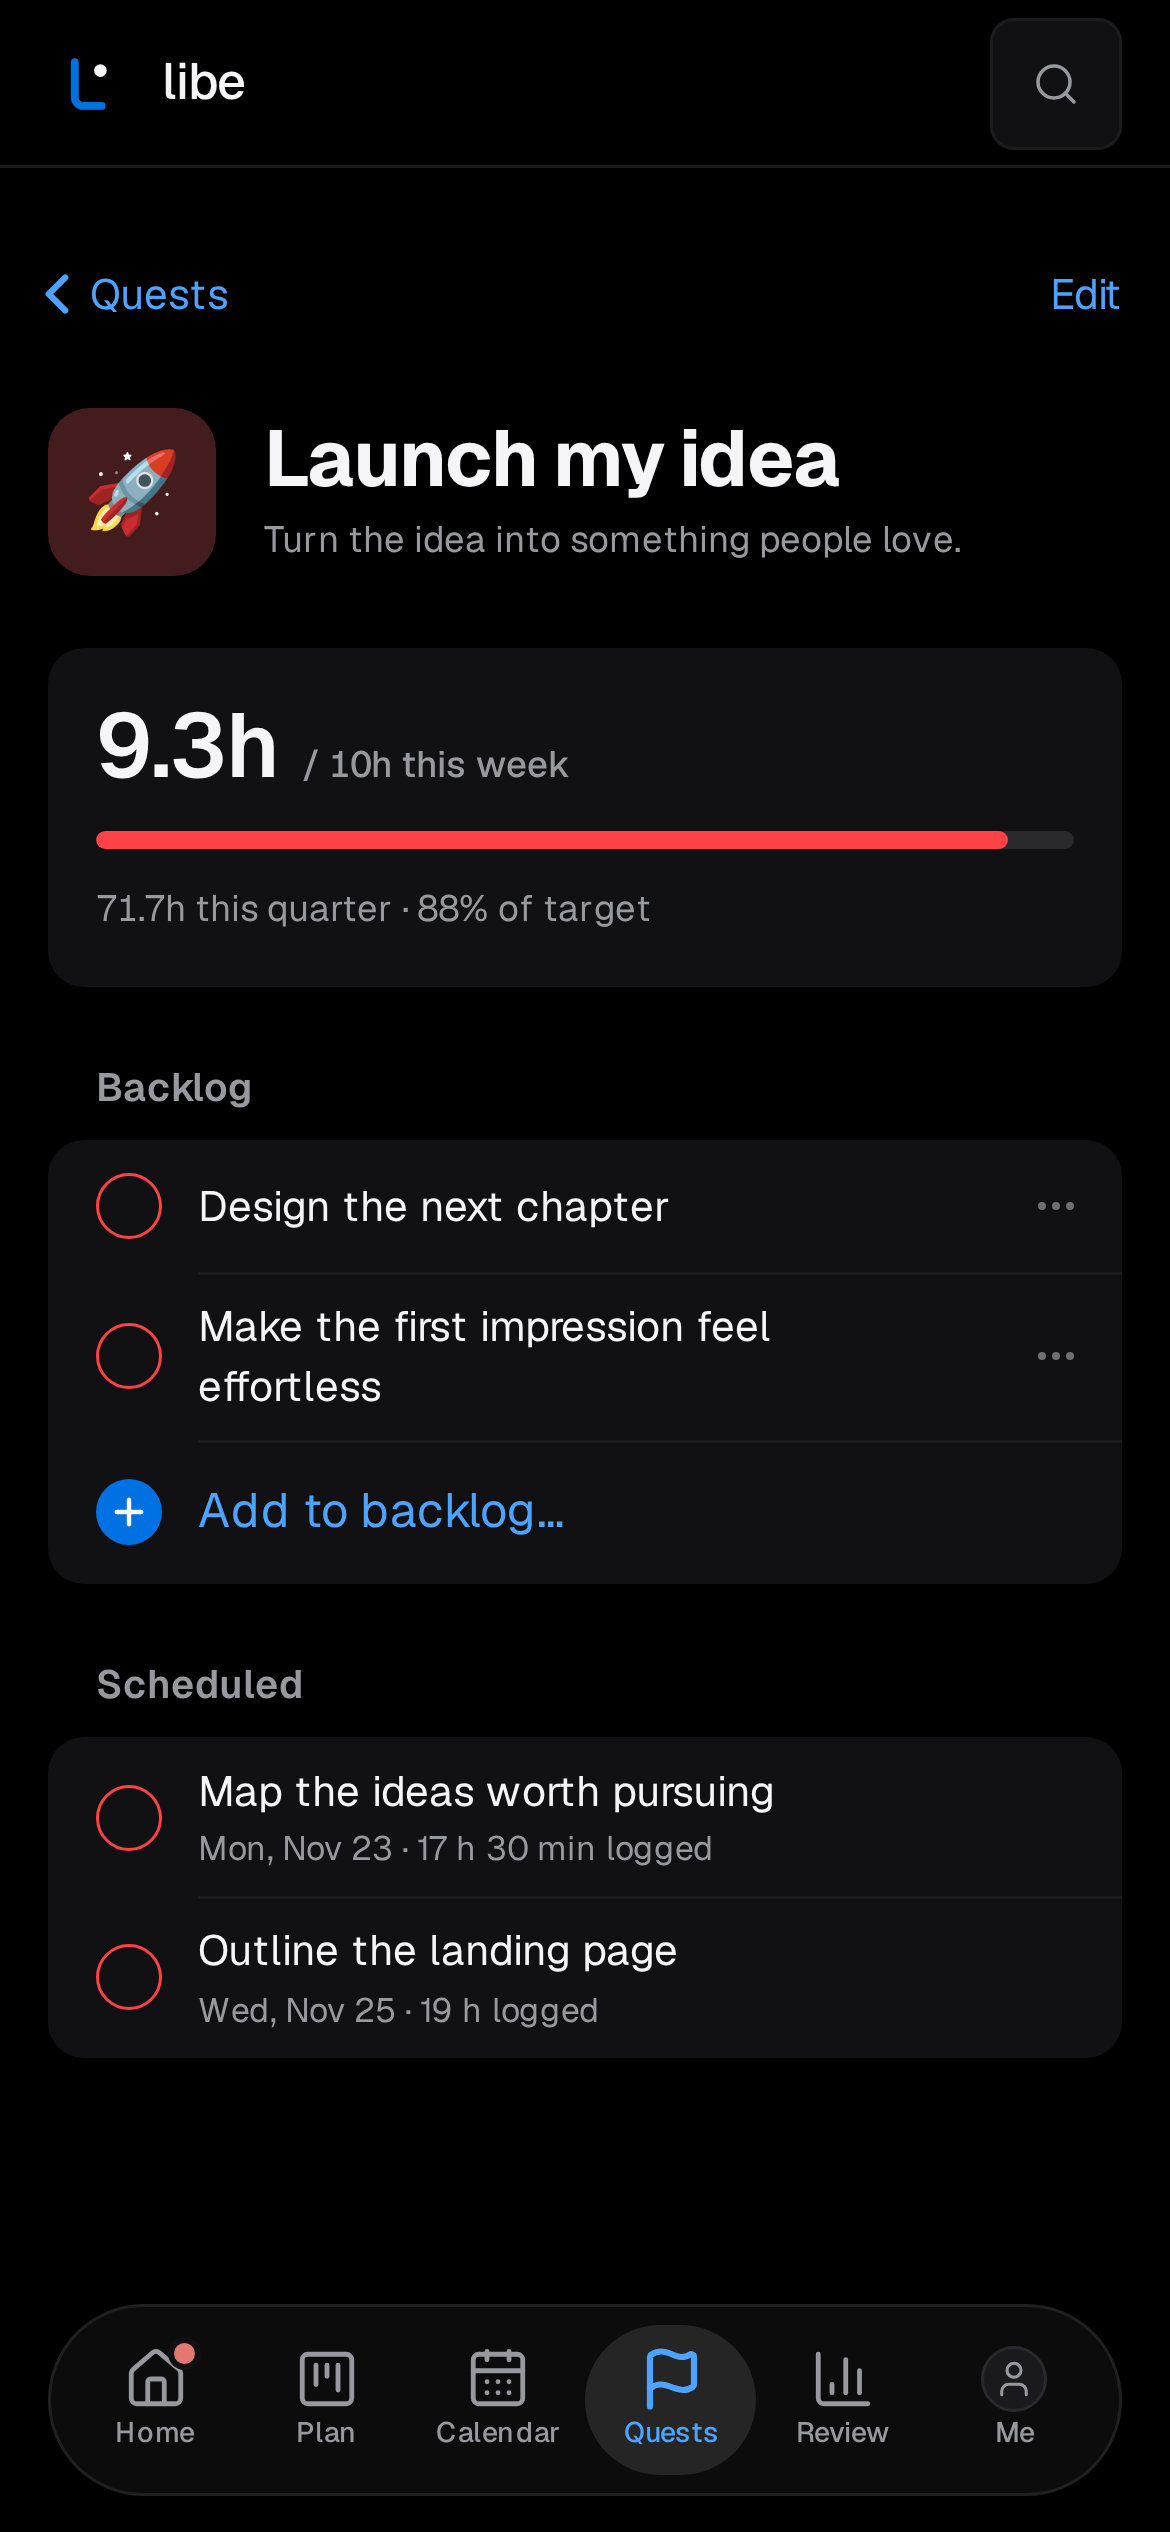 libe
Quests
Edit
Launch my idea
Turn the idea into something people love.
9.3h / 10h this week
71.7h this quarter · 88% of target
Backlog
Design the next chapter
Make the first impression feel
effortless
Add to backlog...
Scheduled
Map the ideas worth pursuing
Mon, Nov 23 · 17 h 30 min logged
Outline the landing page
Wed, Nov 25 · 19 h logged
Home
Plan
Calendar
Quests
Review
Me